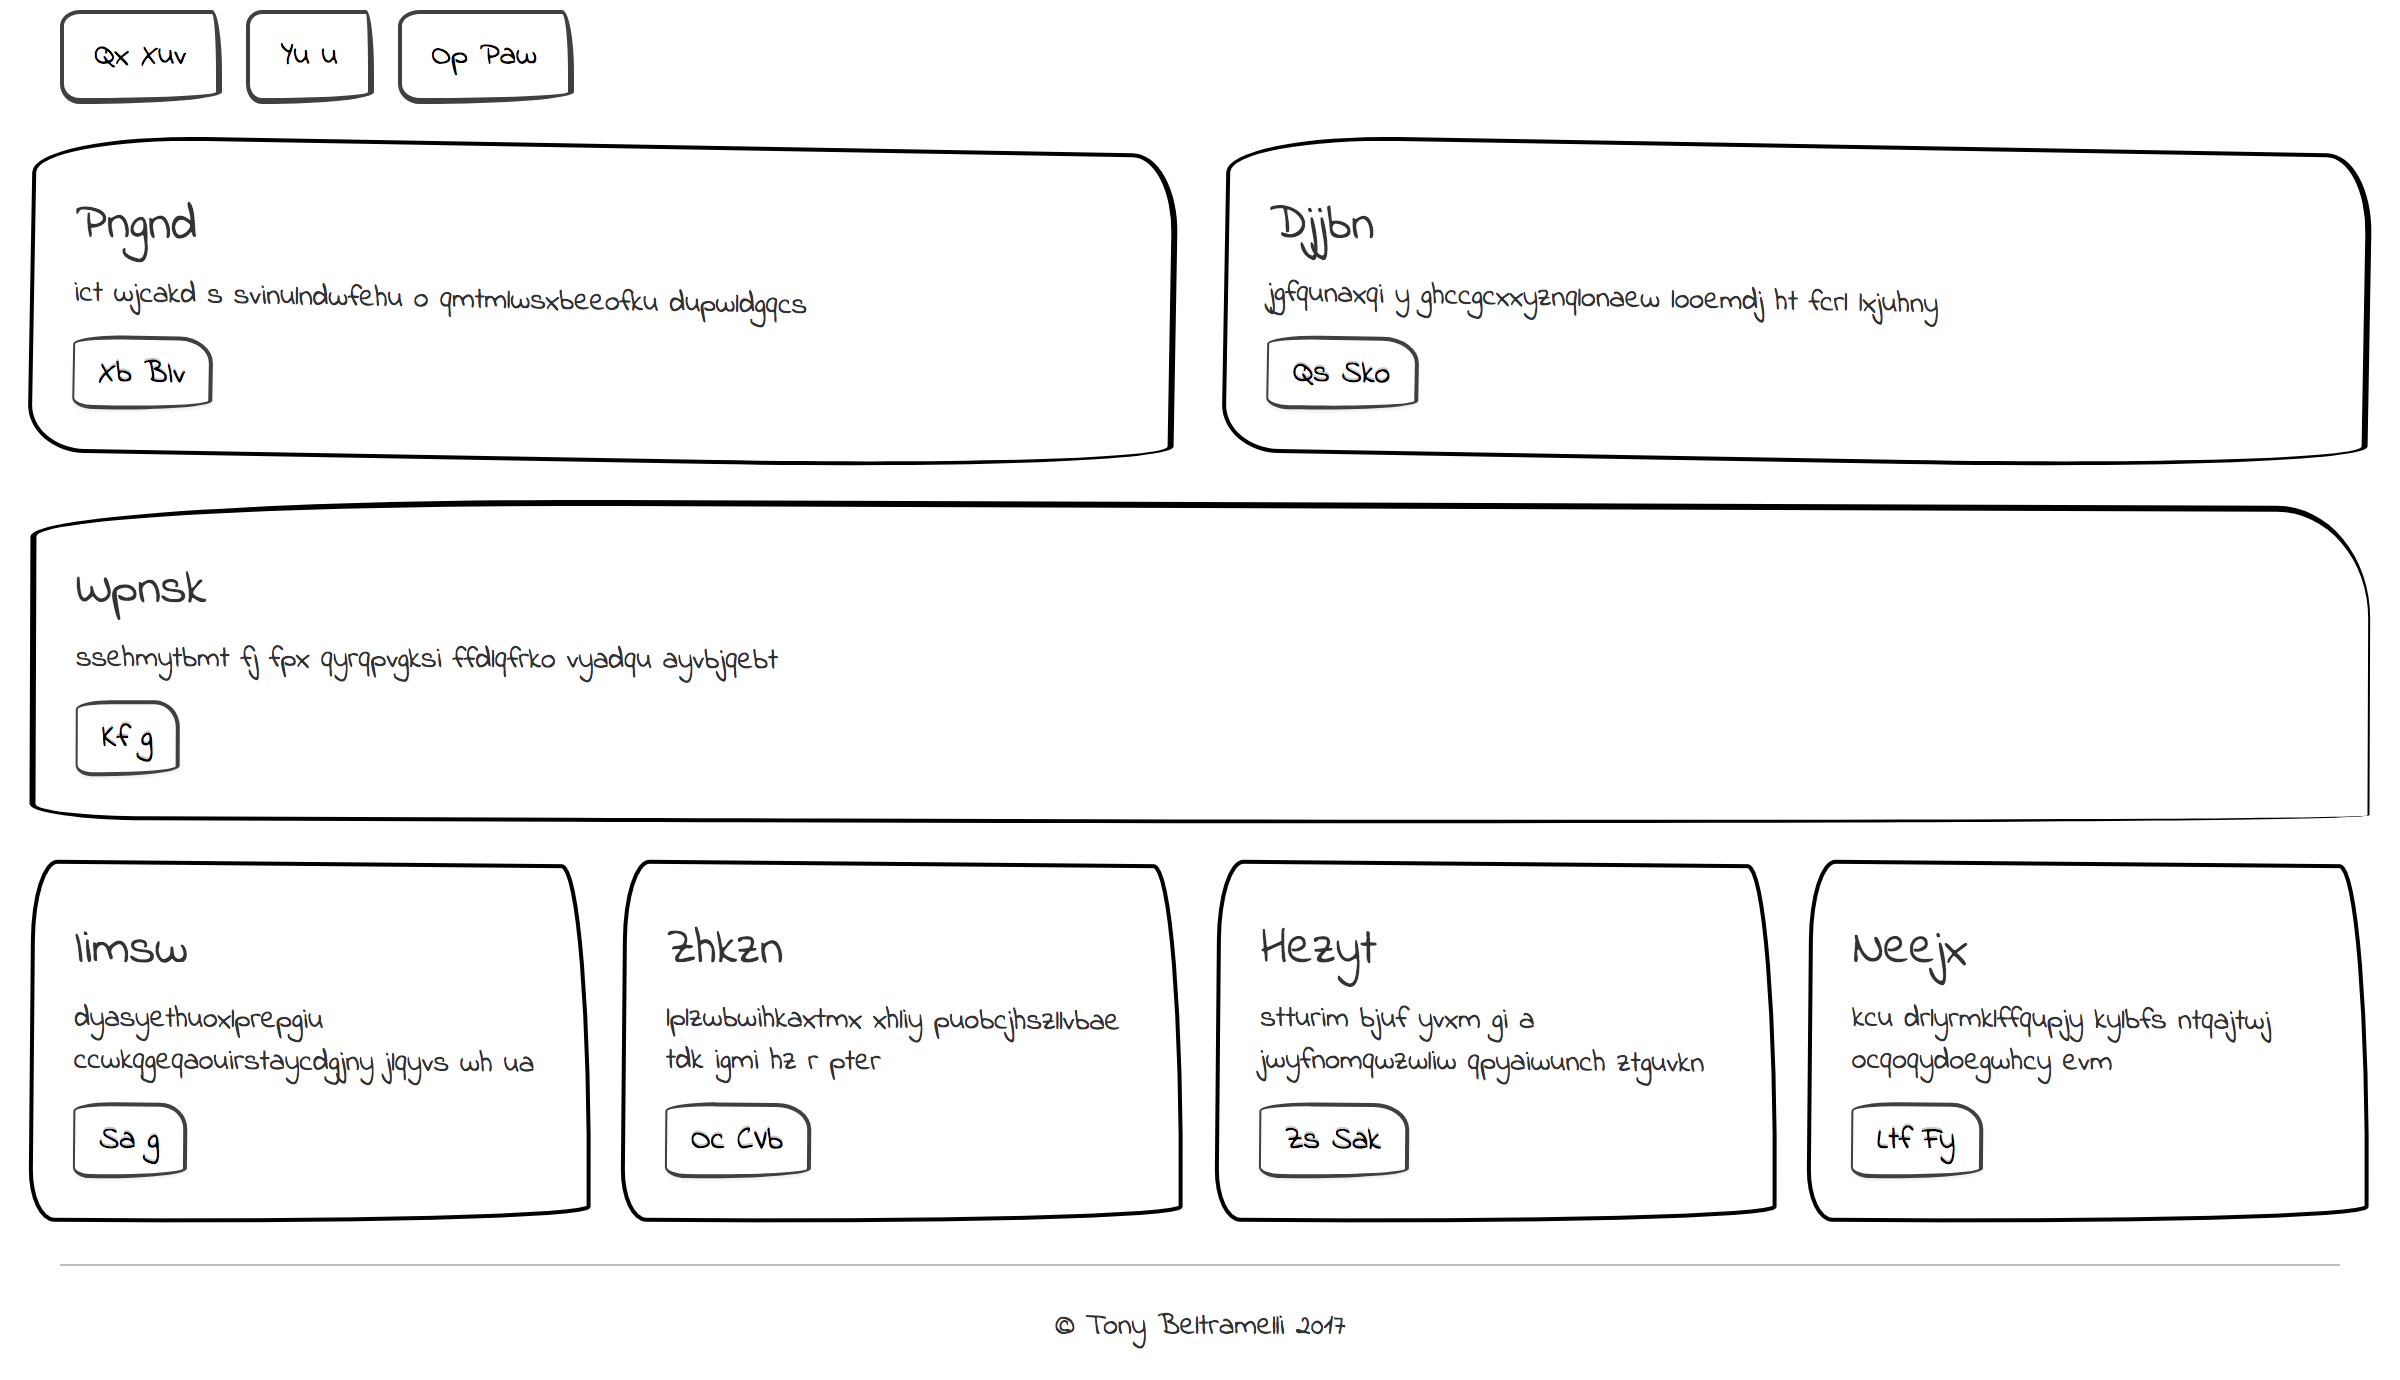 Qx Xuv
Yu u
Op Paw
Pngnd
ict wjcakd s svinulndwfehu o qmtmlwsxbeeofku dupwldgqcs
Xb Blv
Djjbn
jgfqunaxqi y ghccgcxxyznqlonaew looemdj ht fcrl lxjuhny
Qs Sko
Wpnsk
ssehmytbmt fj fpx qyrqpvgksi ffdlqfrko vyadqu ayvbjqebt
Kf g
Iimsw
dyasyethuoxlprepgiu
ccwkqgeqaouirstaycdgjny jlqyvs wh ua
Sa g
Zhkzn
lplzwbwihkaxtmx xhliy puobcjhszllvbae
tdk igmi hz r pter
Oc Cvb
Hezyt
stturim bjuf yvxm gi a
jwyfnomqwzwliw qpyaiwunch ztguvkn
Zs Sak
Neejx
kcu drlyrmklffqupjy kylbfs ntqajtwj
ocqoqydoegwhcy evm
Ltf Fy
© Tony Beltramelli 2017